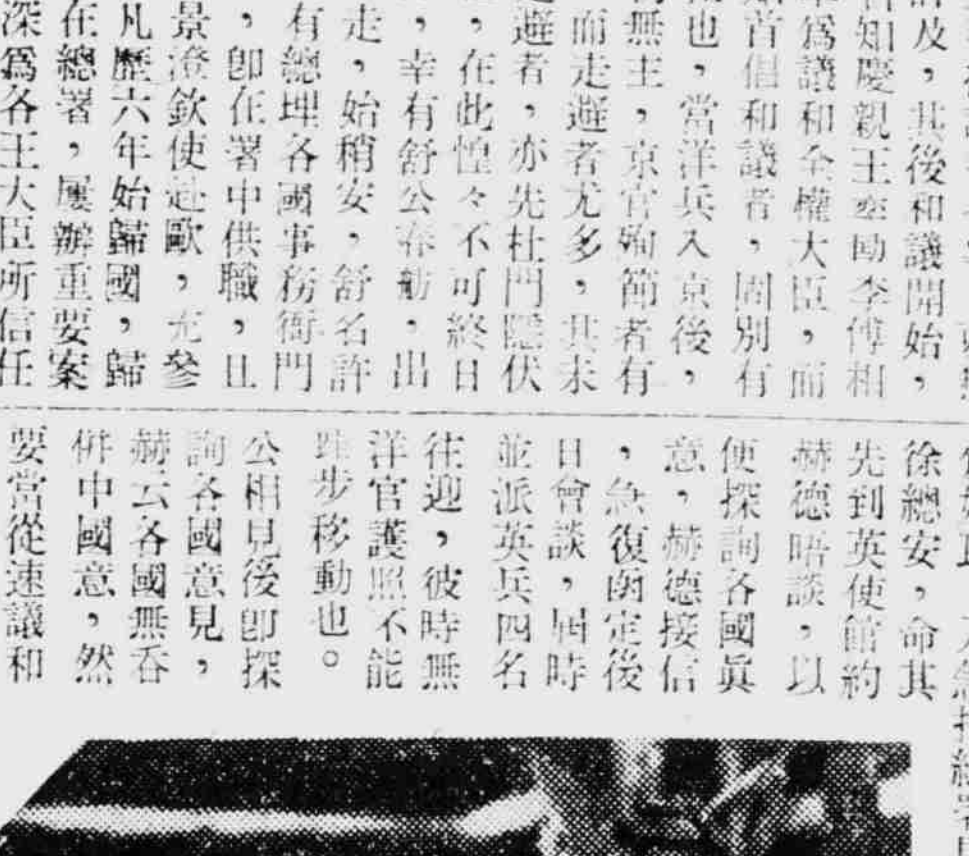 及，其後和議開始，
知慶親王奕劻李傅相
爲議和全權大臣，而
首倡和議者，固別有
也，當洋兵入京後，
無主，京官殉節者有
而走避者尤多，其未
避者，亦先杜門隱伏
，在此惶々不可終日
，幸有舒公春舫，出
走，始稍安，舒名許
有總理各國事務衙門
，卽在署中供職，且
景澄欽使赴歐，充參
凡歷六年始歸國，歸
在總署，屢辦重要案
深爲各王大臣所信任
徐總安，命其
先到英使館約
赫德晤談，以
便探詢各國眞
意，赫德接信
，急復函定後
日會談，屆時
並派英兵四名
往迎，彼時無
洋官護照不能
跬步移動也。
公相見後卽探
詢各國意見，
赫云各國無吞
倂中國意，然
要當從速議和